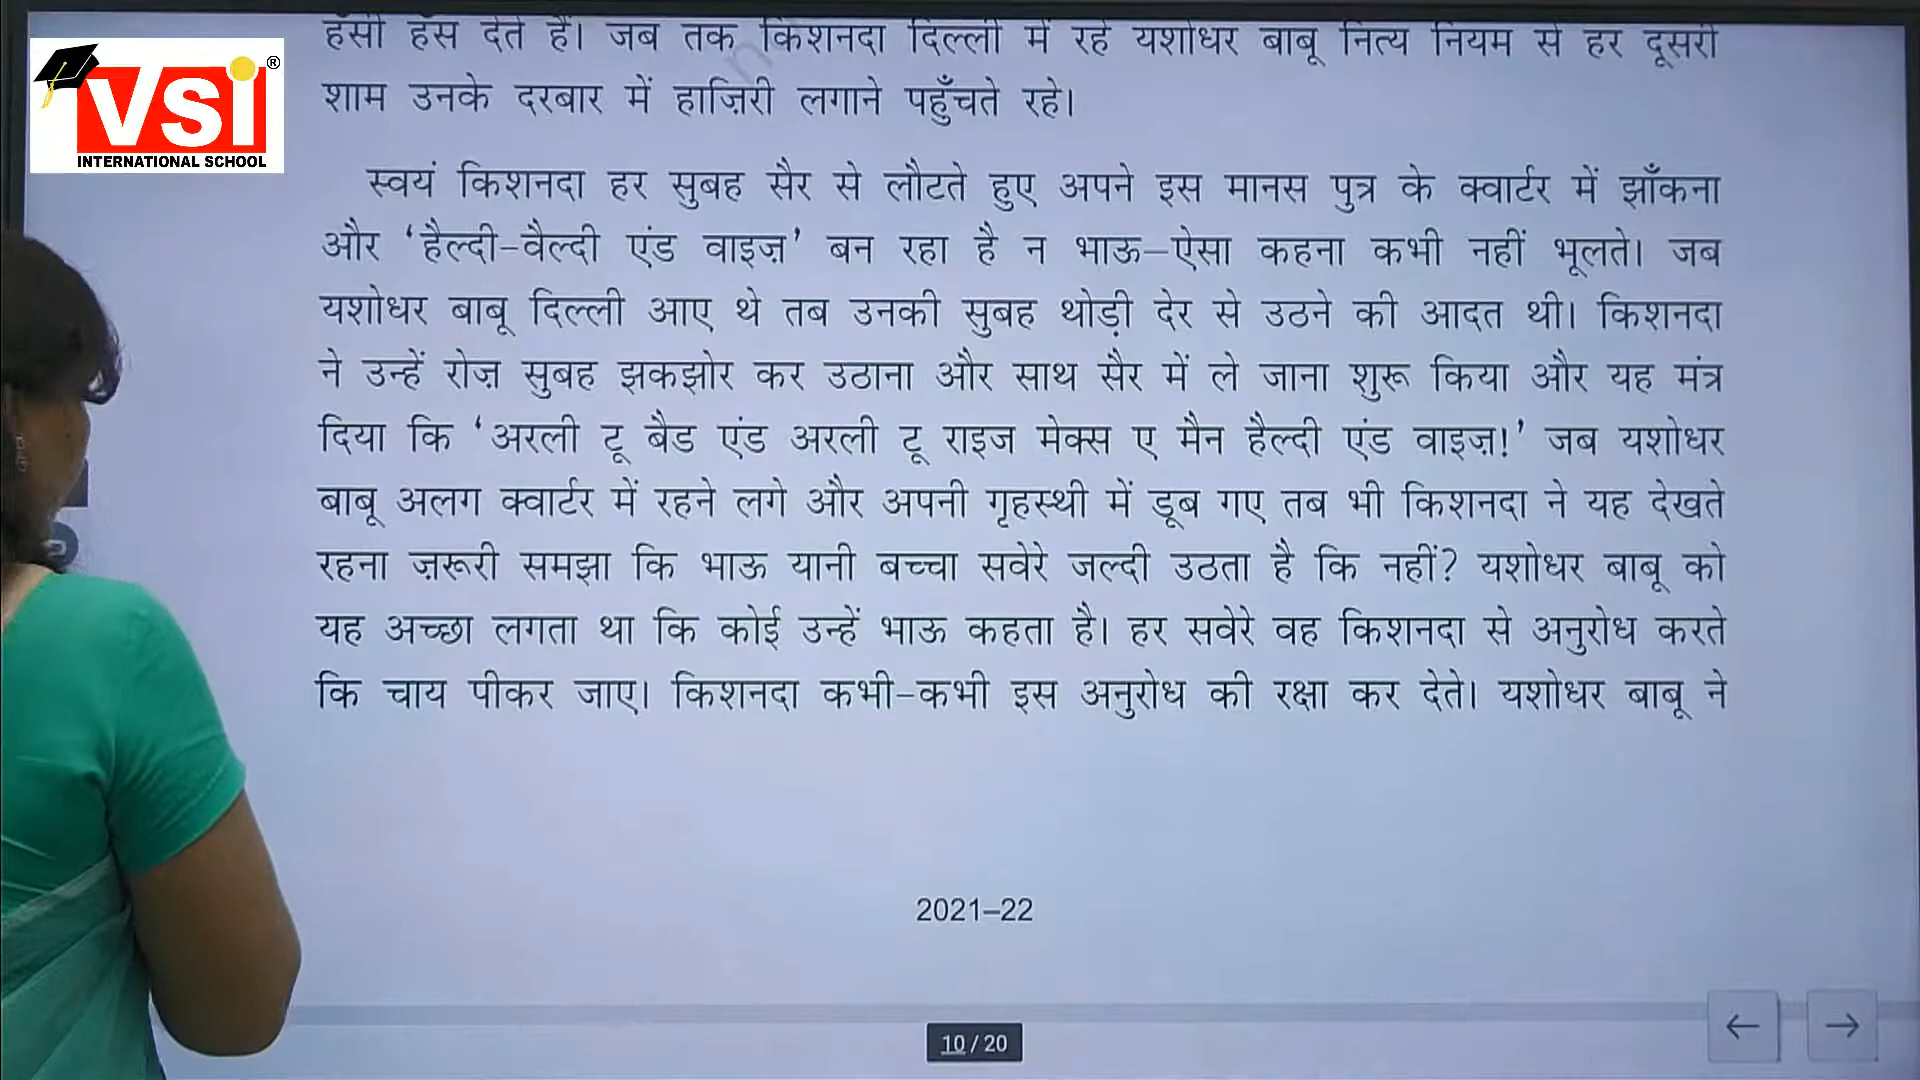 हँसी हँस देते हैं। जब तक किशनदा दिल्ली में रहे यशोधर बाबू नित्य नियम से हर दूसरी
शाम उनके दरबार में हाज़िरी लगाने पहुँचते रहे।
VSI ®
INTERNATIONAL SCHOOL
स्वयं किशनदा हर सुबह सैर से लौटते हुए अपने इस मानस पुत्र के क्वार्टर में झाँकना
और ‘हैल्दी-वैल्दी एंड वाइज़’ बन रहा है न भाऊ–ऐसा कहना कभी नहीं भूलते। जब
यशोधर बाबू दिल्ली आए थे तब उनकी सुबह थोड़ी देर से उठने की आदत थी। किशनदा
ने उन्हें रोज़ सुबह झकझोर कर उठाना और साथ सैर में ले जाना शुरू किया और यह मंत्र
दिया कि ‘अरली टू बैड एंड अरली टू राइज मेक्स ए मैन हैल्दी एंड वाइज़!’ जब यशोधर
बाबू अलग क्वार्टर में रहने लगे और अपनी गृहस्थी में डूब गए तब भी किशनदा ने यह देखते
रहना ज़रूरी समझा कि भाऊ यानी बच्चा सवेरे जल्दी उठता है कि नहीं? यशोधर बाबू को
यह अच्छा लगता था कि कोई उन्हें भाऊ कहता है। हर सवेरे वह किशनदा से अनुरोध करते
कि चाय पीकर जाए। किशनदा कभी-कभी इस अनुरोध की रक्षा कर देते। यशोधर बाबू ने
2021–22
10 / 20